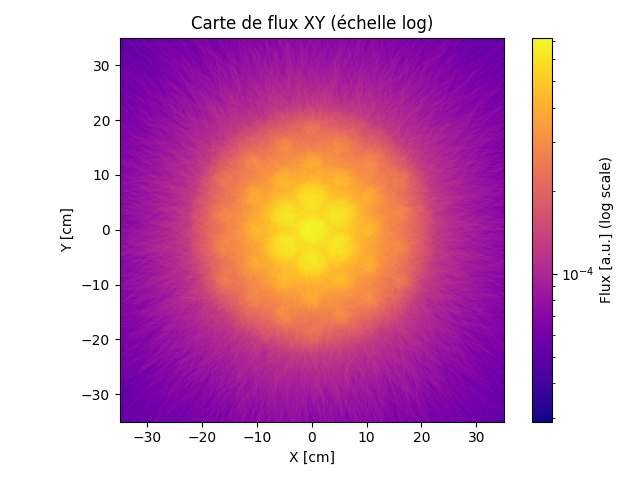 Carte de flux XY (échelle log)
30
20
10
0
−10
−20
−30
Y [cm]
−30 −20 −10 0 10 20 30
X [cm]
10⁻⁴
Flux [a.u.] (log scale)